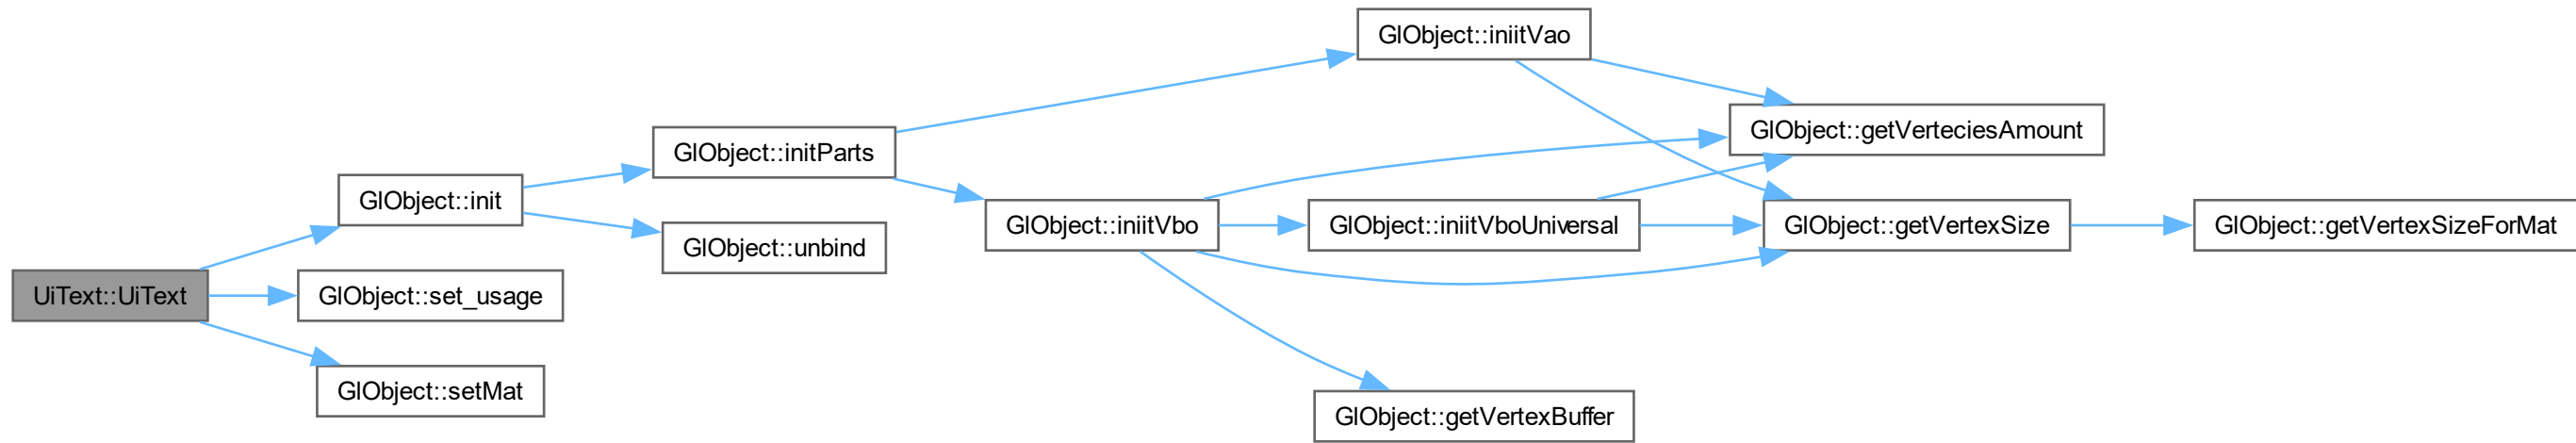 UiText::UiText
GlObject::init
GlObject::set_usage
GlObject::setMat
GlObject::initParts
GlObject::unbind
GlObject::iniitVao
GlObject::iniitVbo
GlObject::getVerteciesAmount
GlObject::iniitVboUniversal
GlObject::getVertexSize
GlObject::getVertexSizeForMat
GlObject::getVertexBuffer